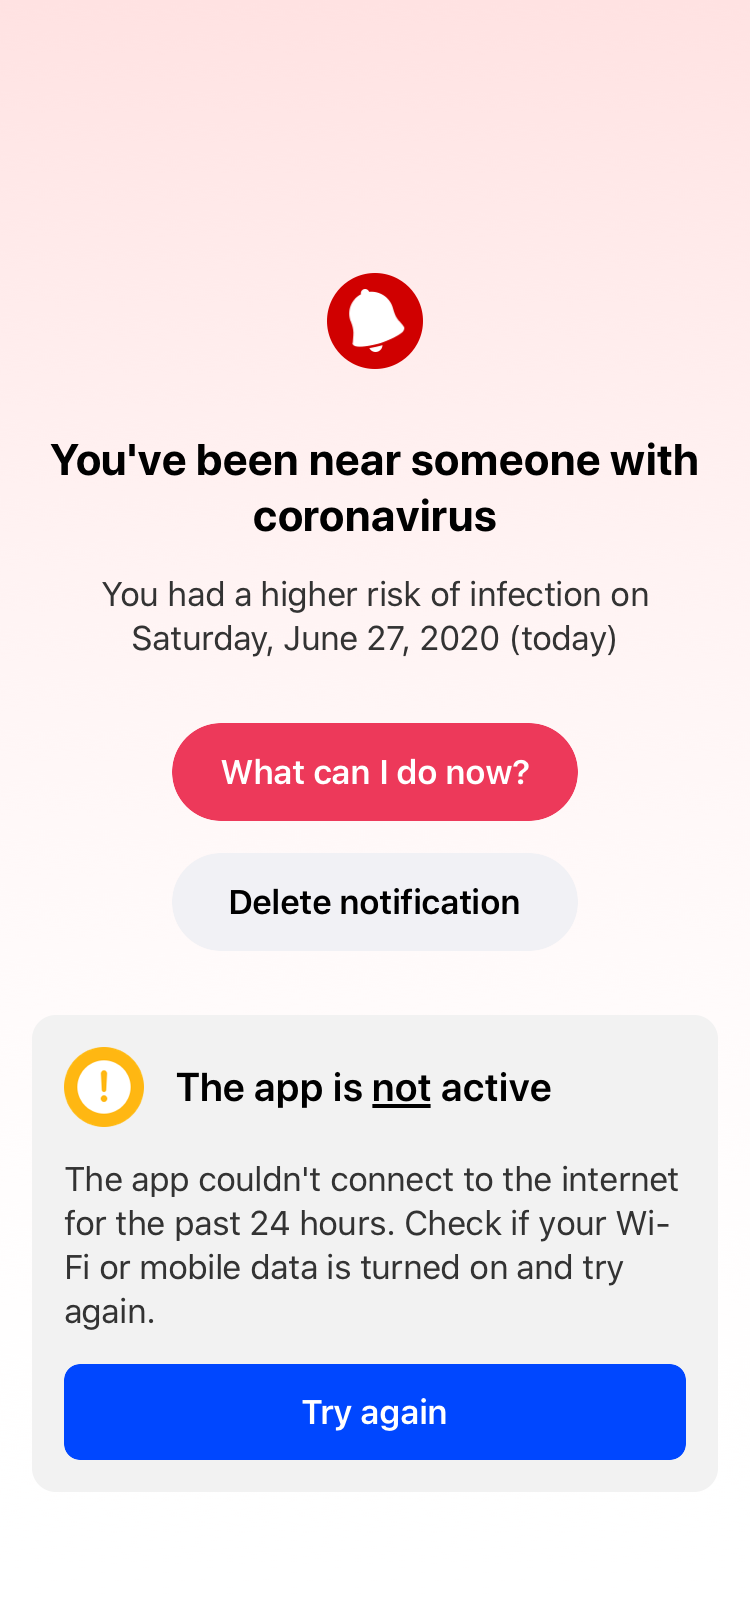 You've been near someone with
coronavirus
You had a higher risk of infection on
Saturday, June 27, 2020 (today)
What can I do now?
Delete notification
The app is not active
The app couldn't connect to the internet
for the past 24 hours. Check if your Wi-
Fi or mobile data is turned on and try
again.
Try again